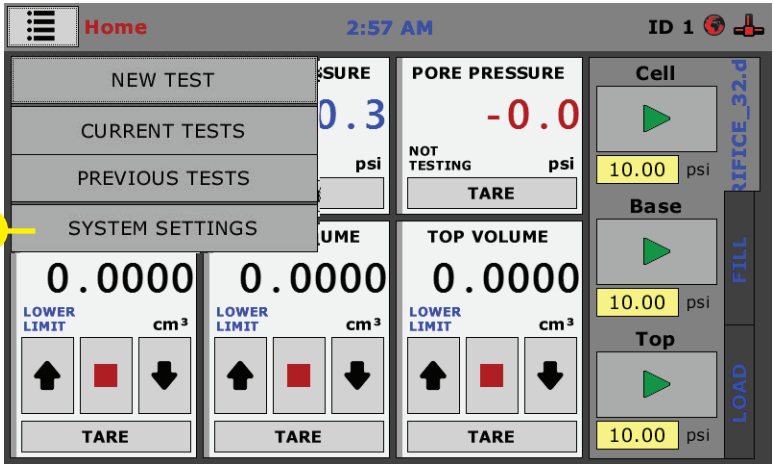 Home
2:57 AM
ID 1
NEW TEST
CURRENT TESTS
PREVIOUS TESTS
SYSTEM SETTINGS
0.3
psi
PORE PRESSURE
-0.0
NOT
TESTING
psi
TARE
0.0000
LOWER
LIMIT
cm³
TARE
0.0000
LOWER
LIMIT
cm³
TARE
TOP VOLUME
0.0000
LOWER
LIMIT
cm³
TARE
Cell
10.00 psi
Base
10.00 psi
Top
10.00 psi
RIFICE_32.d
FILL
LOAD